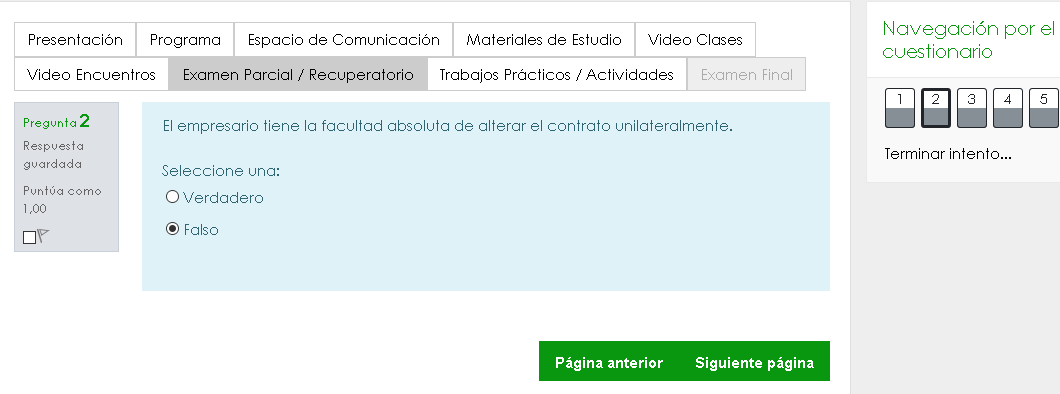 Presentación Programa Espacio de Comunicación Materiales de Estudio Video Clases
Video Encuentros Examen Parcial / Recuperatorio Trabajos Prácticos / Actividades Examen Final
Pregunta 2
Respuesta
guardada
Puntúa como
1,00
El empresario tiene la facultad absoluta de alterar el contrato unilateralmente.
Seleccione una:
Verdadero
Falso
Página anterior Siguiente página
Navegación por el
cuestionario
1 2 3 4 5
Terminar intento...